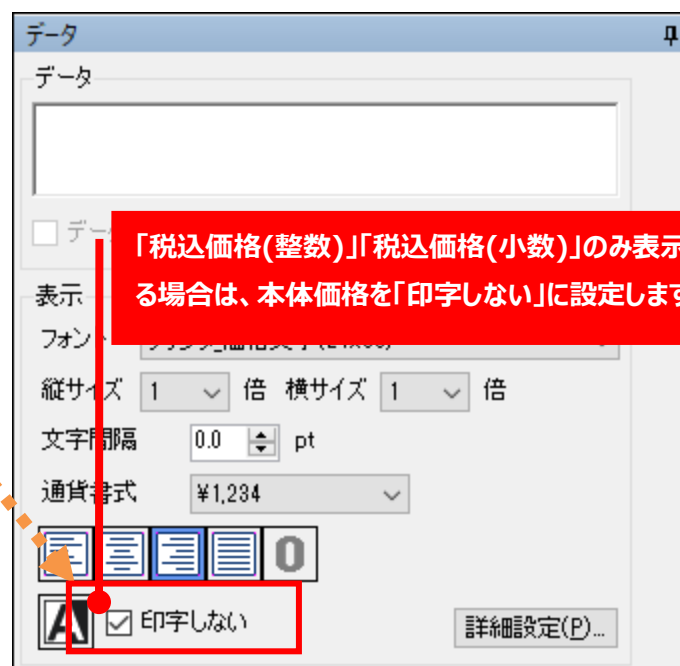 データ
データ
デー
「税込価格(整数)」「税込価格(小数)」のみ表示
る場合は、本体価格を「印字しない」に設定します
表示
フォント
縦サイズ 1 倍 横サイズ 1 倍
文字間隔 0.0 pt
通貨書式 ¥1,234
0
A 印字しない 詳細設定(P)...